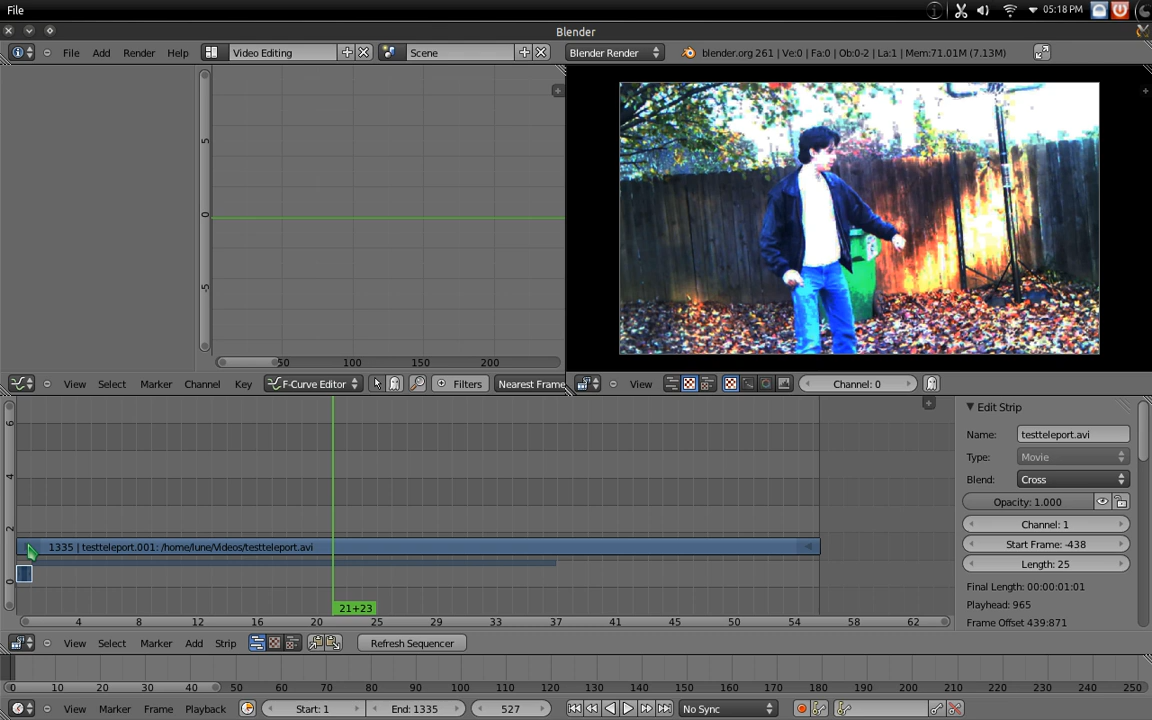 File
05:18 PM
Blender
File Add Render Help Video Editing Scene Blender Render blender.org 261 | Ve:0 | Fa:0 | Ob:0-2 | La:1 | Mem:71.01M (7.13M)
5
0
-5
50 100 150 200
View Select Marker Channel Key F-Curve Editor Filters Nearest Frame
View Channel: 0
6
4
2
0
1335 | testteleport.001: /home/lune/Videos/testteleport.avi
21+23
4 8 12 16 21 25 29 33 37 41 45 50 54 58 62
Edit Strip
Name: testteleport.avi
Type: Movie
Blend: Cross
Opacity: 1.000
Channel: 1
Start Frame: -438
Length: 25
Final Length: 00:00:01:01
Playhead: 965
Frame Offset 439:871
View Select Marker Add Strip Refresh Sequencer
0 10 20 30 40 50 60 70 80 90 100 110 120 130 140 150 160 170 180 190 200 210 220 230 240 250
View Marker Frame Playback Start: 1 End: 1335 527 No Sync